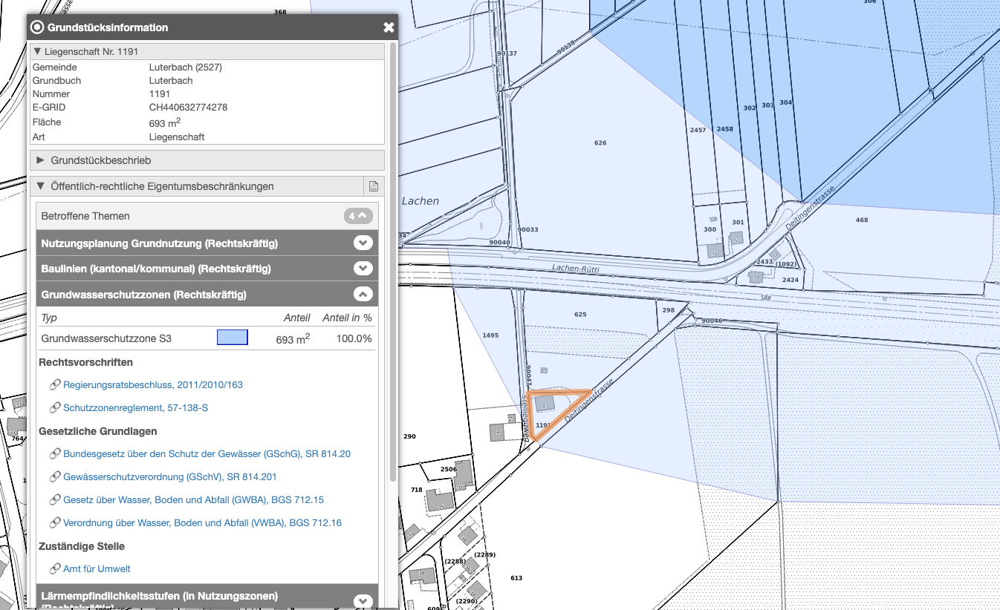 Grundstücksinformation
Liegenschaft Nr. 1191
Gemeinde Luterbach (2527)
Grundbuch Luterbach
Nummer 1191
E-GRID CH440632774278
Fläche 693 m2
Art Liegenschaft
Grundstückbeschrieb
Öffentlich-rechtliche Eigentumsbeschränkungen
Betroffene Themen 4
Nutzungsplanung Grundnutzung (Rechtskräftig)
Baulinien (kantonal/kommunal) (Rechtskräftig)
Grundwasserschutzzonen (Rechtskräftig)
Typ Anteil Anteil in %
Grundwasserschutzzone S3 693 m2 100.0%
Rechtsvorschriften
Regierungsratsbeschluss, 2011/2010/163
Schutzzonenreglement, 57-138-S
Gesetzliche Grundlagen
Bundesgesetz über den Schutz der Gewässer (GSchG), SR 814.20
Gewässerschutzverordnung (GSchV), SR 814.201
Gesetz über Wasser, Boden und Abfall (GWBA), BGS 712.15
Verordnung über Wasser, Boden und Abfall (VWBA), BGS 712.16
Zuständige Stelle
Amt für Umwelt
Lärmempfindlichkeitsstufen (in Nutzungszonen)
(Rechtskräftig)
368
306
90137
90138
302
303
304
2457
2458
626
Lachen
90033
90040
300
301
Deitingenstrasse
468
Lachen-Rütti
2433
(1092)
2424
SBB
625
298
90046
1495
90047
Deitingenstrasse
1191
290
764
2506
718
(2288)
(2289)
613
(2290)
609